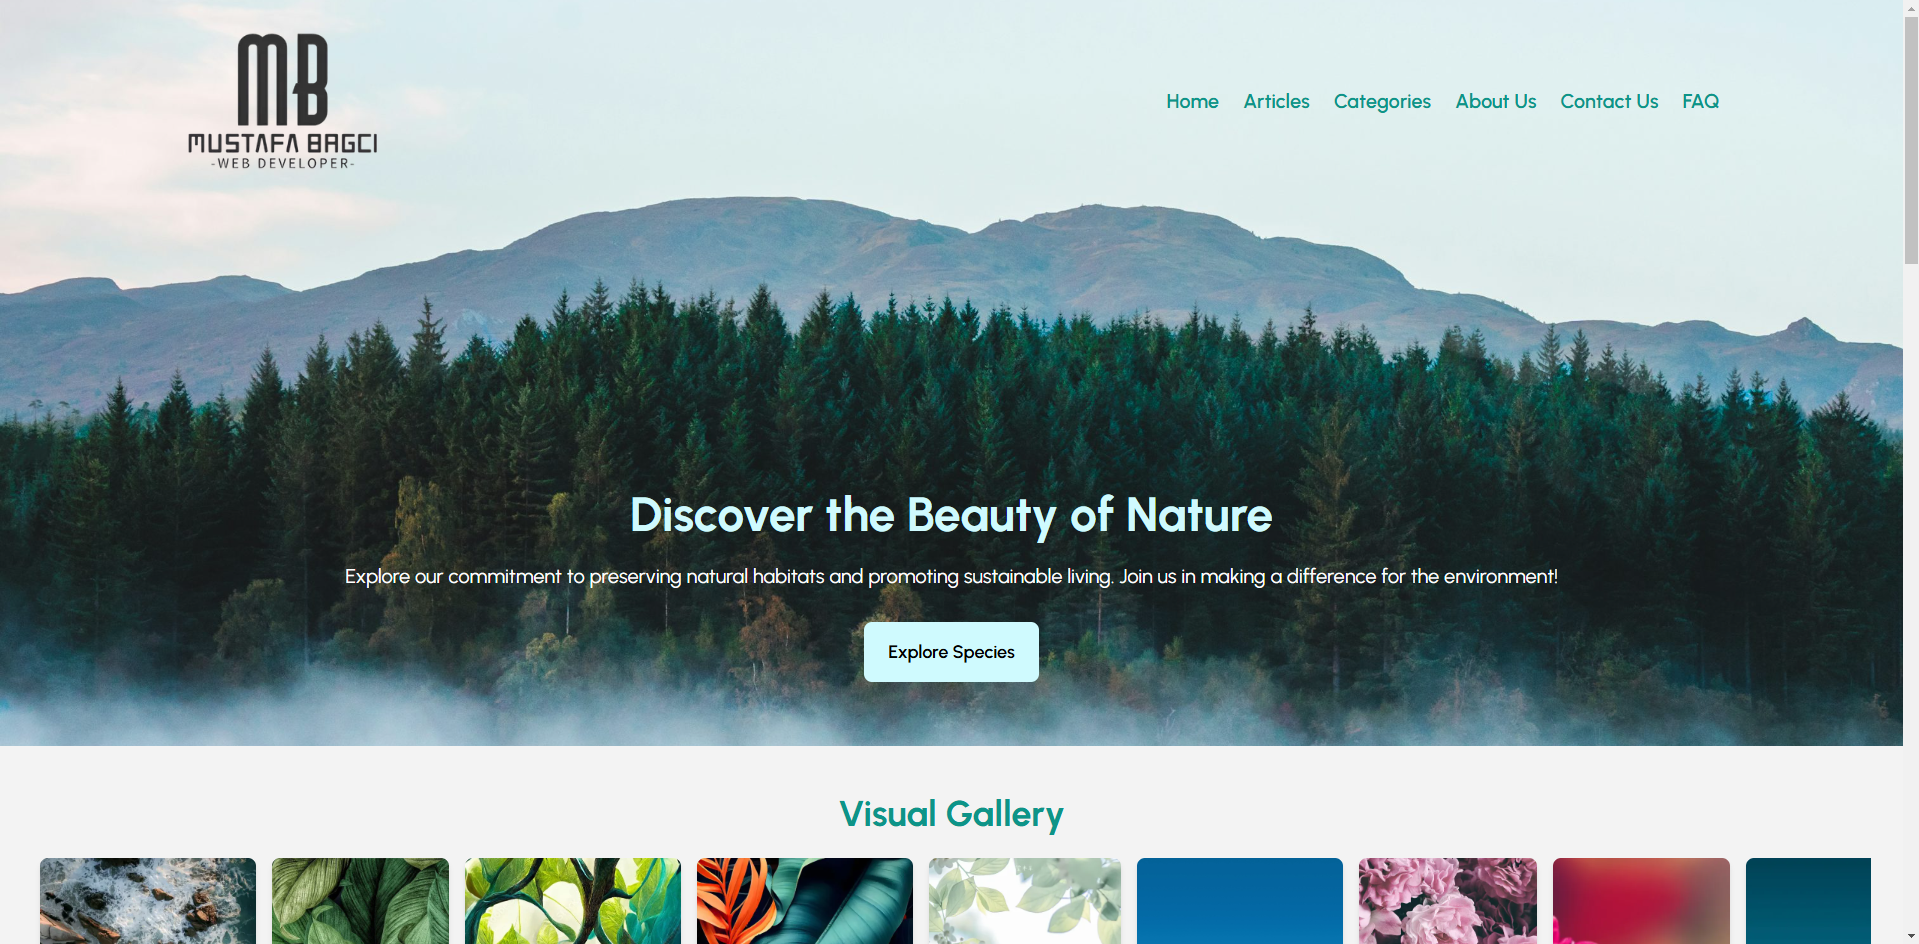 MB
MUSTAFA BAGCI
-WEB DEVELOPER-
Home Articles Categories About Us Contact Us FAQ
Discover the Beauty of Nature
Explore our commitment to preserving natural habitats and promoting sustainable living. Join us in making a difference for the environment!
Explore Species
Visual Gallery